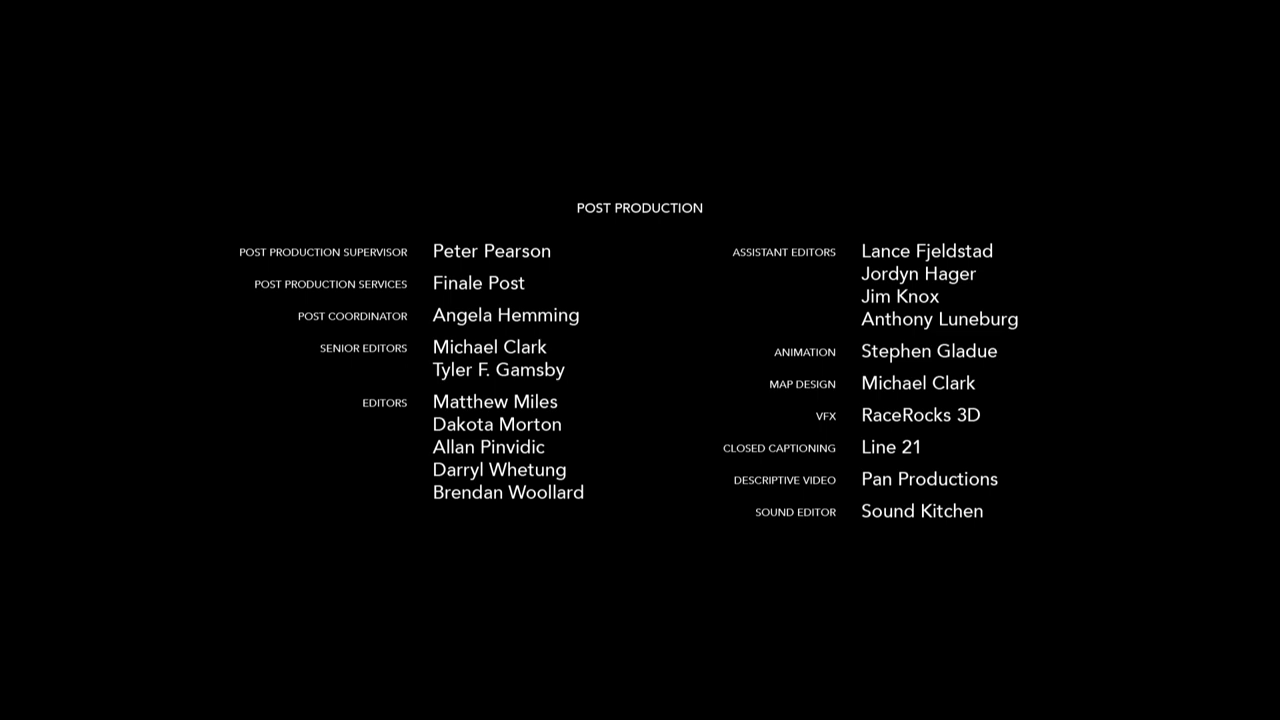 POST PRODUCTION
POST PRODUCTION SUPERVISOR Peter Pearson
POST PRODUCTION SERVICES Finale Post
POST COORDINATOR Angela Hemming
SENIOR EDITORS Michael Clark
Tyler F. Gamsby
EDITORS Matthew Miles
Dakota Morton
Allan Pinvidic
Darryl Whetung
Brendan Woollard
ASSISTANT EDITORS Lance Fjeldstad
Jordyn Hager
Jim Knox
Anthony Luneburg
ANIMATION Stephen Gladue
MAP DESIGN Michael Clark
VFX RaceRocks 3D
CLOSED CAPTIONING Line 21
DESCRIPTIVE VIDEO Pan Productions
SOUND EDITOR Sound Kitchen